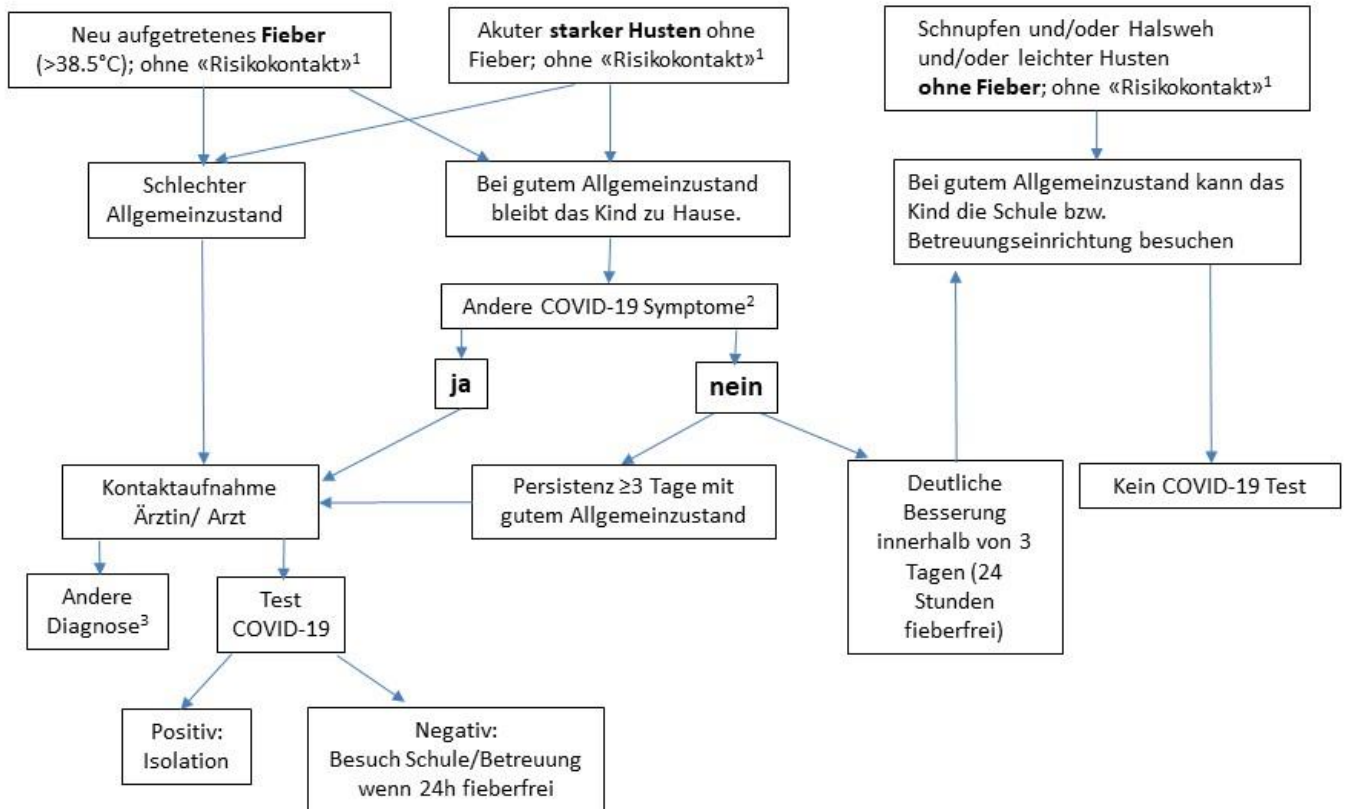 Neu aufgetretenes Fieber
(>38.5°C); ohne «Risikokontakt»¹
Akuter starker Husten ohne
Fieber; ohne «Risikokontakt»¹
Schnupfen und/oder Halsweh
und/oder leichter Husten
ohne Fieber; ohne «Risikokontakt»¹
Schlechter
Allgemeinzustand
Bei gutem Allgemeinzustand
bleibt das Kind zu Hause.
Bei gutem Allgemeinzustand kann das
Kind die Schule bzw.
Betreuungseinrichtung besuchen
Andere COVID-19 Symptome²
ja
nein
Kontaktaufnahme
Ärztin/ Arzt
Persistenz ≥3 Tage mit
gutem Allgemeinzustand
Deutliche
Besserung
innerhalb von 3
Tagen (24
Stunden
fieberfrei)
Kein COVID-19 Test
Andere
Diagnose³
Test
COVID-19
Positiv:
Isolation
Negativ:
Besuch Schule/Betreuung
wenn 24h fieberfrei